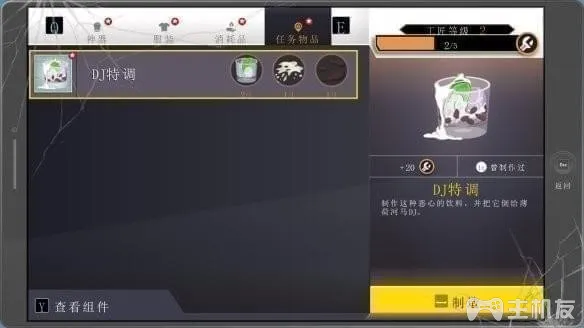 Q
神器
服装
消耗品
任务物品
E
工匠等级 2
2/5
DJ特调
+20
曾制作过
DJ特调
制作这种恶心的饮料，并把它倒给薄
荷河马DJ。
返回
Y 查看组件
制造
主机友